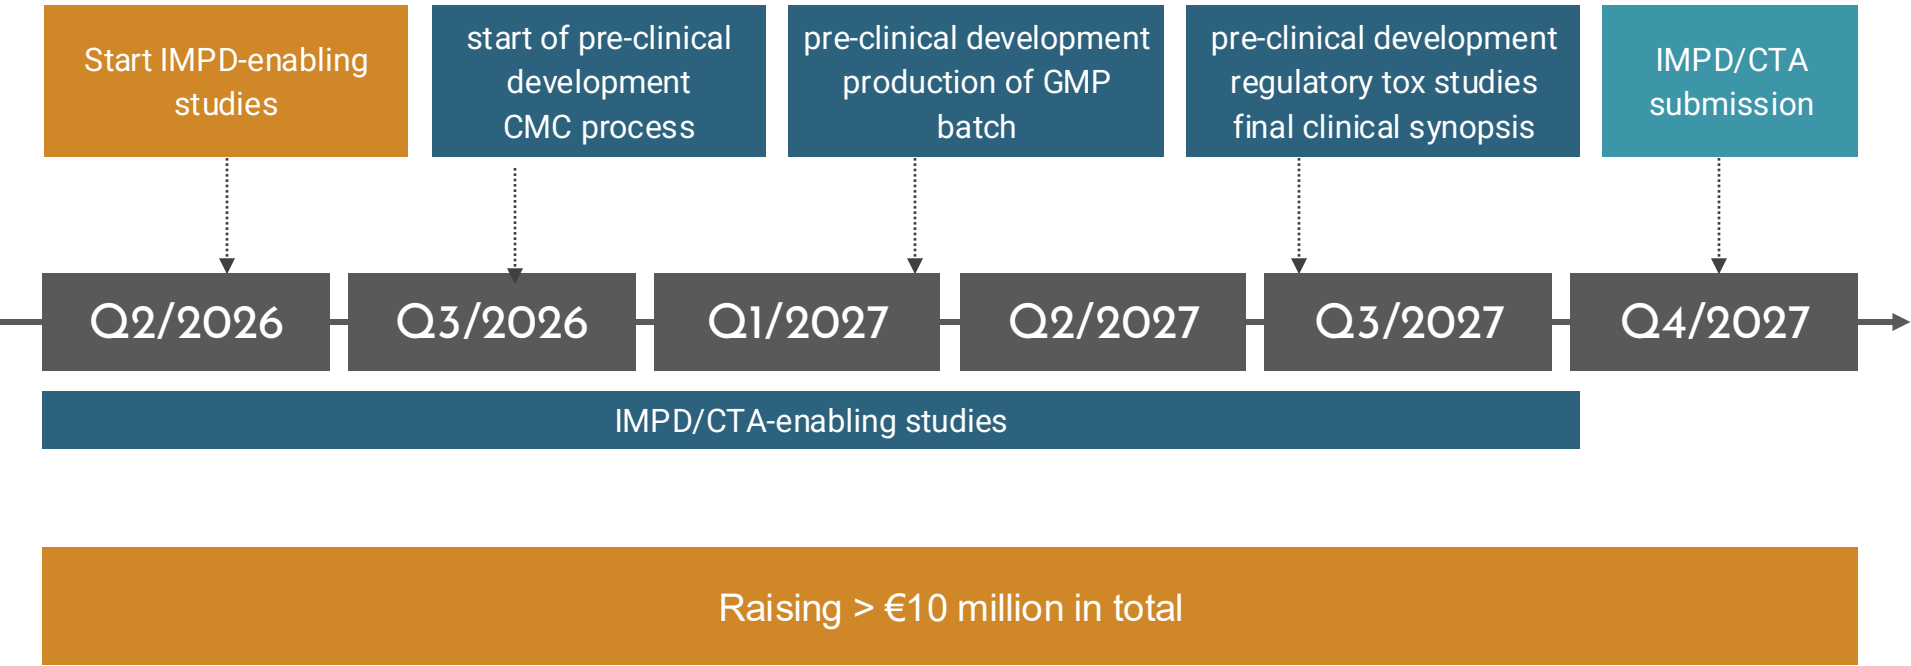 Start IMPD-enabling
studies
start of pre-clinical
development
CMC process
pre-clinical development
production of GMP
batch
pre-clinical development
regulatory tox studies
final clinical synopsis
IMPD/CTA
submission
Q2/2026
Q3/2026
Q1/2027
Q2/2027
Q3/2027
Q4/2027
IMPD/CTA-enabling studies
Raising > €10 million in total